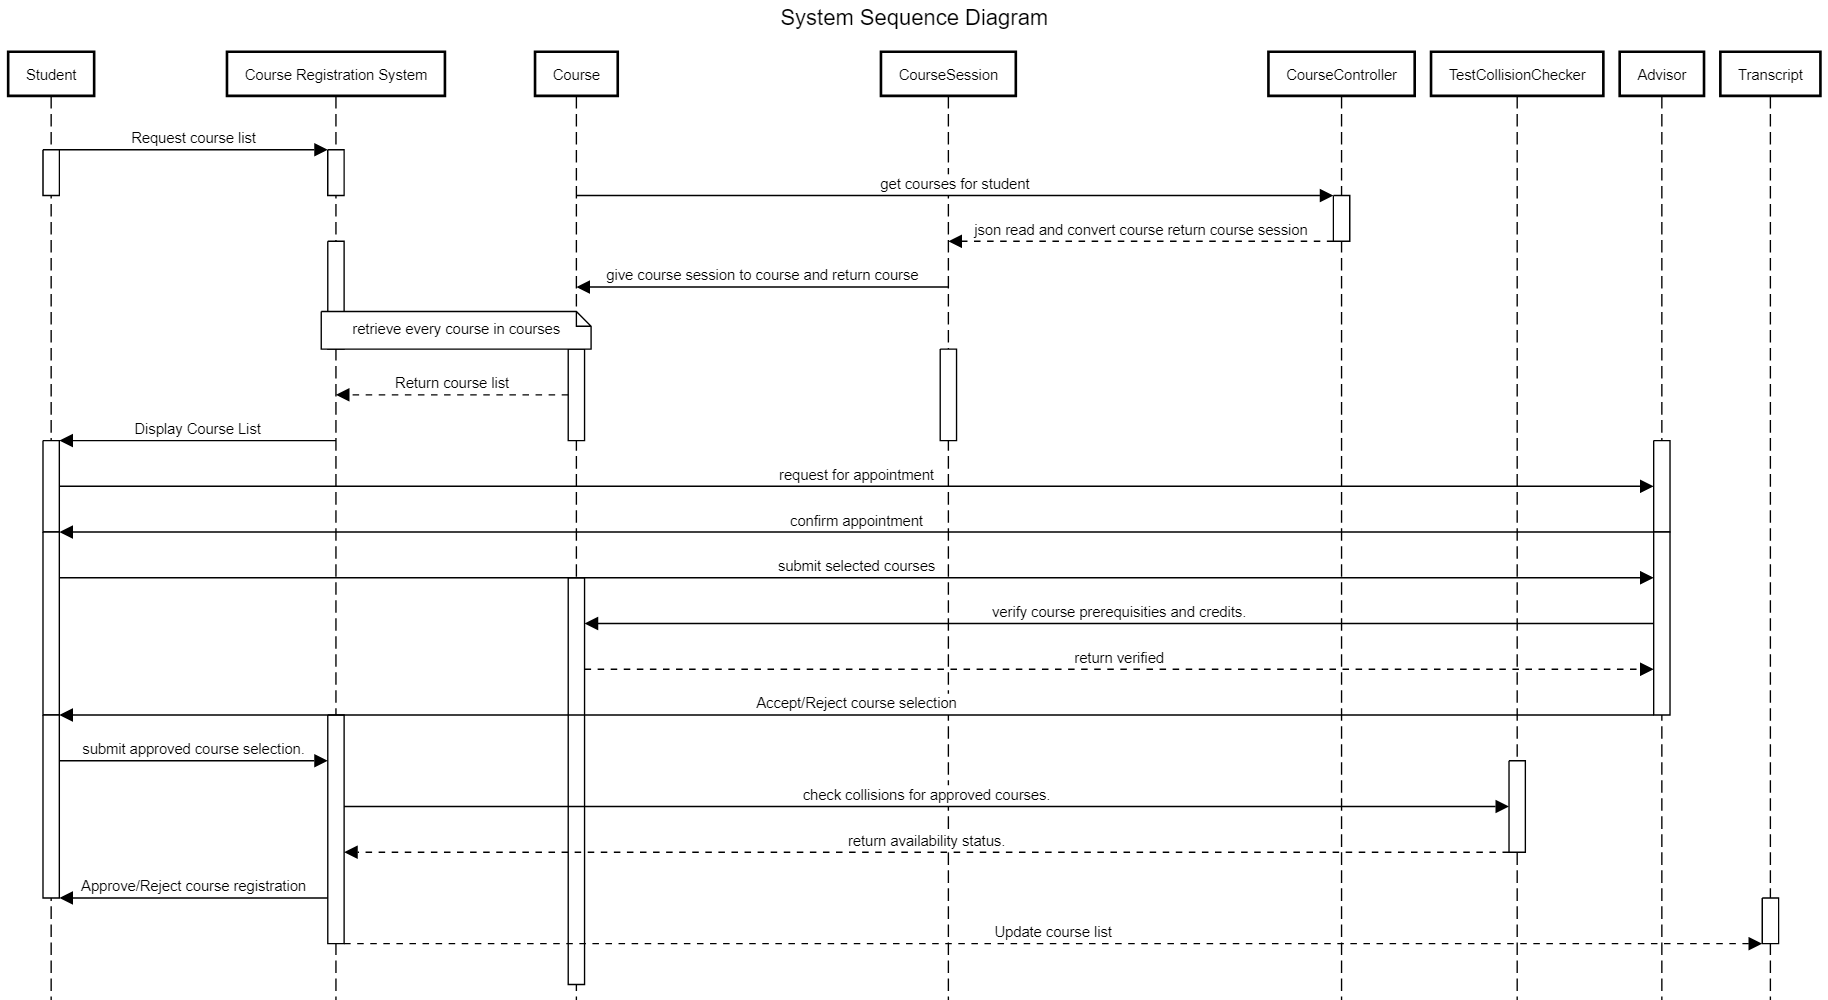 System Sequence Diagram
Student
Course Registration System
Course
CourseSession
CourseController
TestCollisionChecker
Advisor
Transcript
Request course list
get courses for student
json read and convert course return course session
give course session to course and return course
retrieve every course in courses
Return course list
Display Course List
request for appointment
confirm appointment
submit selected courses
verify course prerequisities and credits.
return verified
Accept/Reject course selection
submit approved course selection.
check collisions for approved courses.
return availability status.
Approve/Reject course registration
Update course list